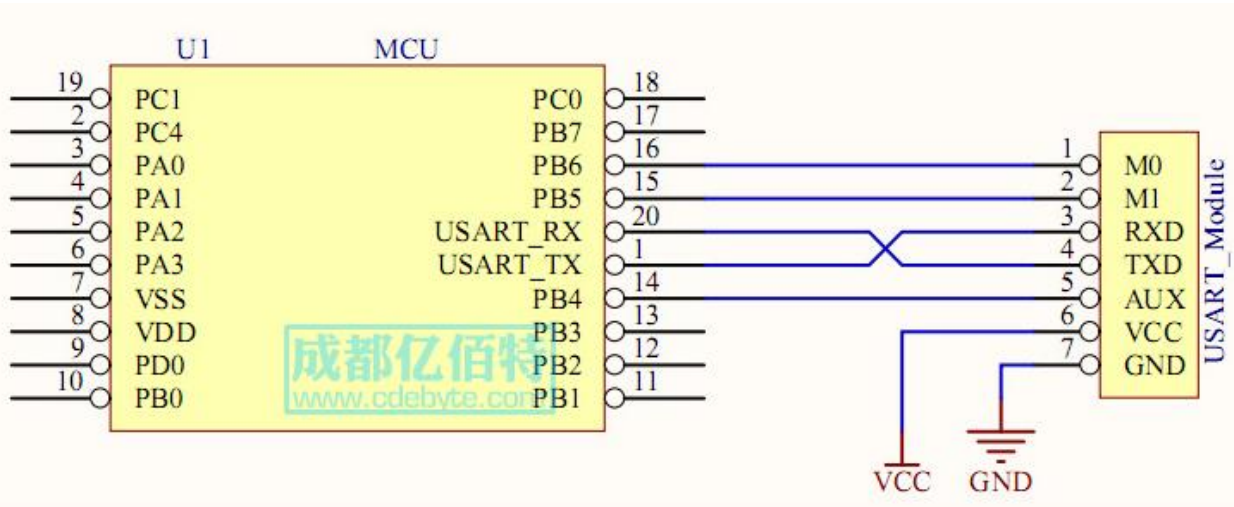 U1 MCU
19 PC1 PC0 18
2 PC4 PB7 17
3 PA0 PB6 16 1 M0
4 PA1 PB5 15 2 M1
5 PA2 USART_RX 20 3 RXD
6 PA3 USART_TX 1 4 TXD
7 VSS PB4 14 5 AUX
8 VDD PB3 13 6 VCC
9 PD0 PB2 12 7 GND
10 PB0 PB1 11
USART_Module
成都亿佰特
www.cdebyte.com
VCC GND